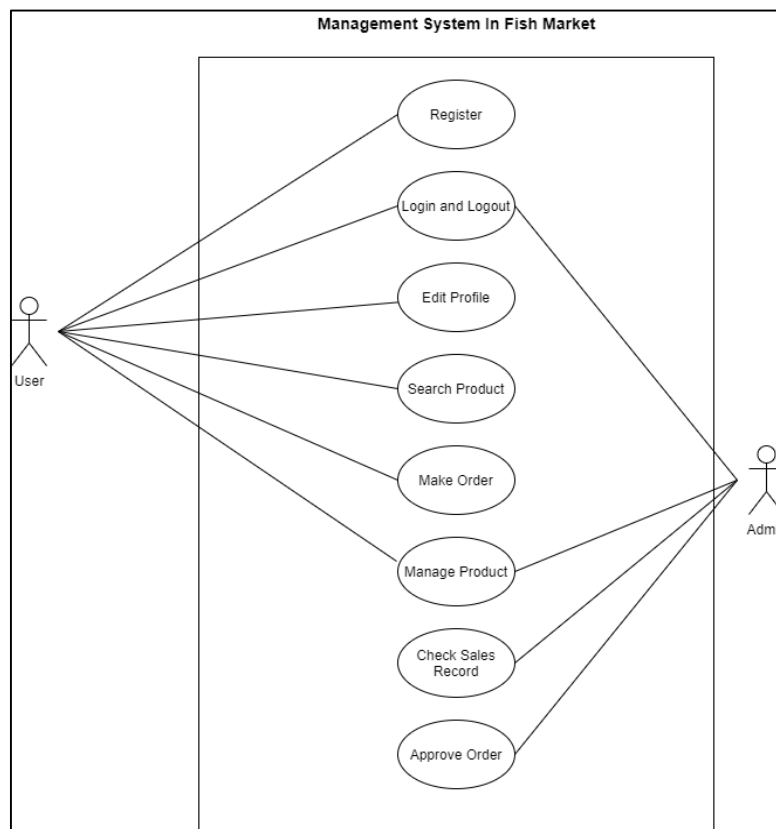 Management System In Fish Market
Register
Login and Logout
Edit Profile
User
Search Product
Make Order
Adm
Manage Product
Check Sales
Record
Approve Order